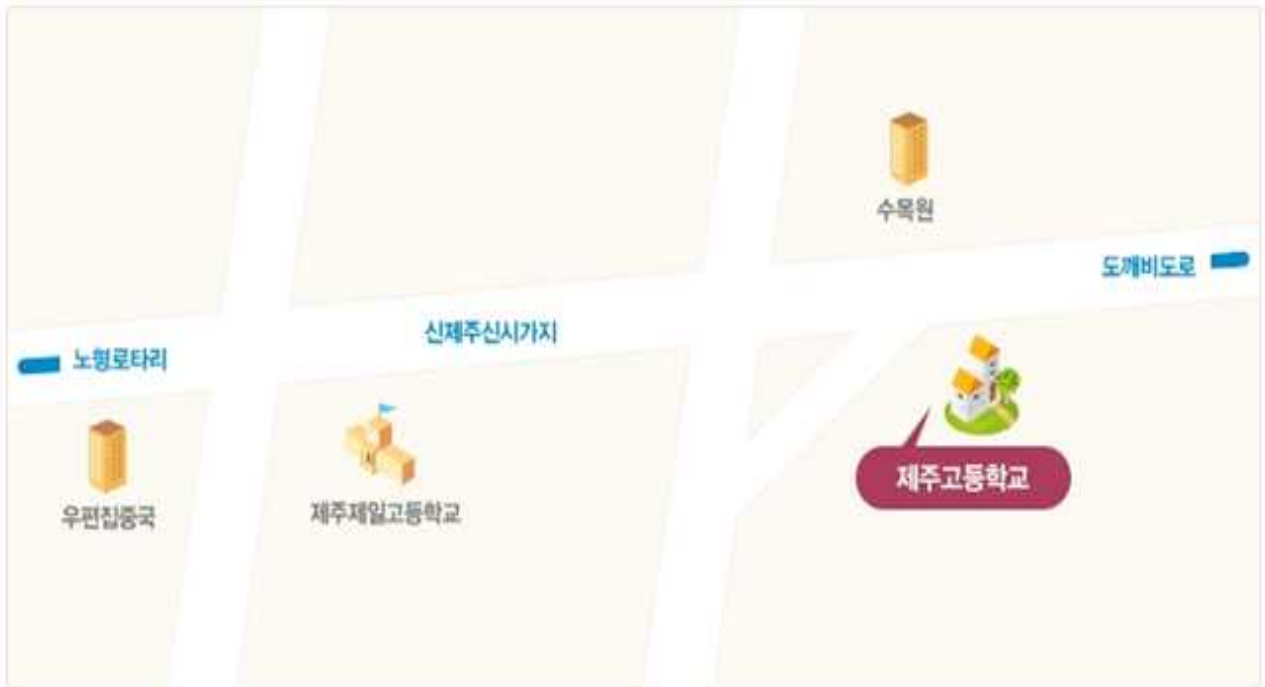 수목원
도깨비도로
신제주신시가지
노형로타리
제주고등학교
우편집중국
제주제일고등학교